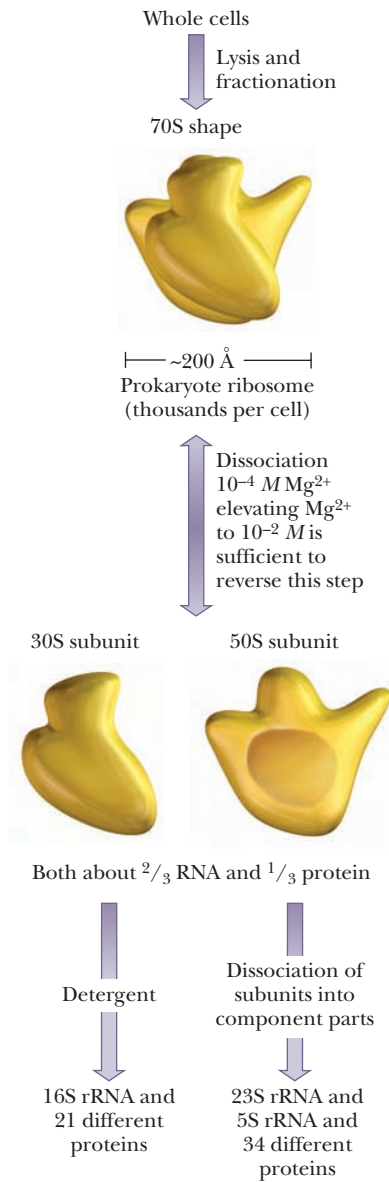 Whole cells
Lysis and
fractionation
70S shape
~200 Å
Prokaryote ribosome
(thousands per cell)
Dissociation
10⁻⁴ M Mg²⁺
elevating Mg²⁺
to 10⁻² M is
sufficient to
reverse this step
30S subunit
50S subunit
Both about 2/3 RNA and 1/3 protein
Detergent
Dissociation of
subunits into
component parts
16S rRNA and
21 different
proteins
23S rRNA and
5S rRNA and
34 different
proteins